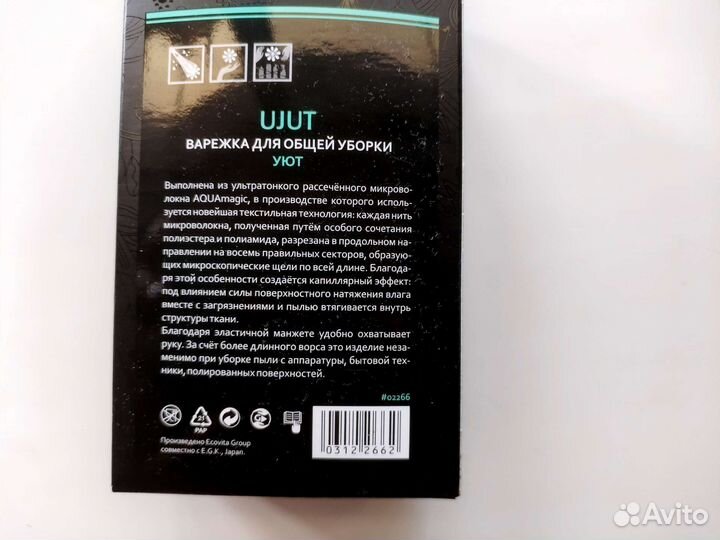 UJUT
ВАРЕЖКА ДЛЯ ОБЩЕЙ УБОРКИ
УЮТ
Выполнена из ультратонкого рассечённого микрово-
локна AQUAmagic, в производстве которого исполь-
зуется новейшая текстильная технология: каждая нить
микроволокна, полученная путём особого сочетания
полиэстера и полиамида, разрезана в продольном на-
правлении на восемь правильных секторов, образую-
щих микроскопические щели по всей длине. Благода-
ря этой особенности создаётся капиллярный эффект:
под влиянием силы поверхностного натяжения влага
вместе с загрязнениями и пылью втягивается внутрь
структуры ткани.
Благодаря эластичной манжете удобно охватывает
руку. За счёт более длинного ворса это изделие неза-
менимо при уборке пыли с аппаратуры, бытовой тех-
ники, полированных поверхностей.
#02266
21
PAP
Произведено Ecovita Group
совместно с E.G.K., Japan.
0312 2662
Avito